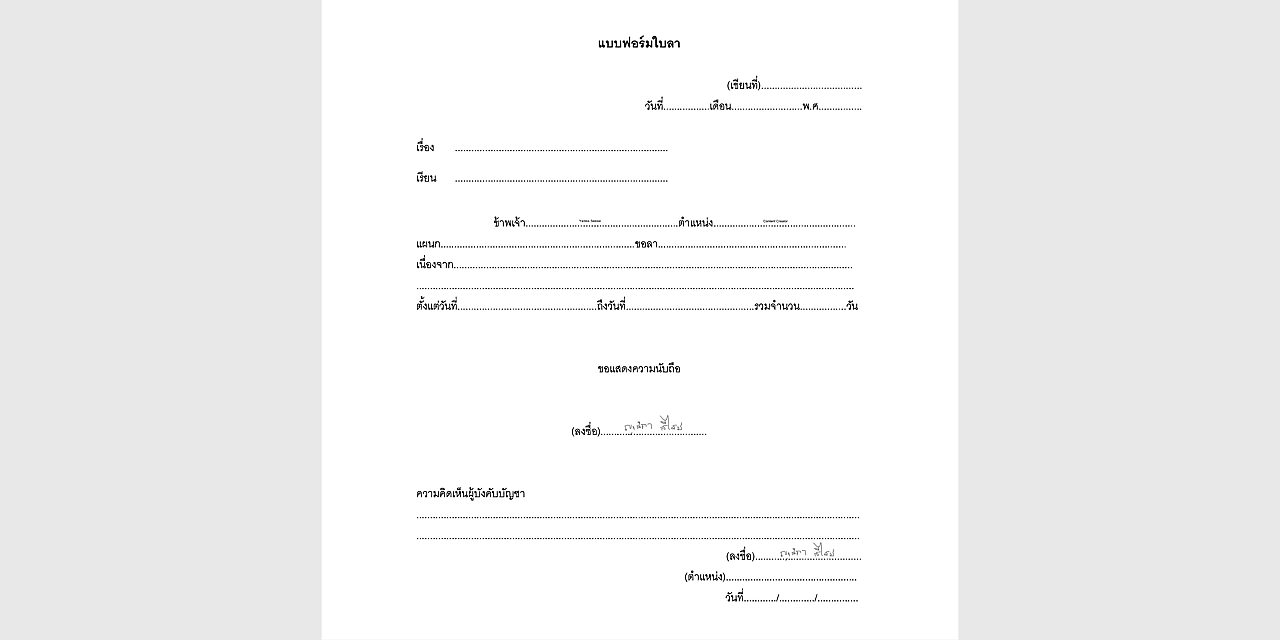 แบบฟอร์มใบลา
(เขียนที่)......................................
วันที่.................เดือน..........................พ.ศ................
เรื่อง ................................................................................
เรียน ................................................................................
ข้าพเจ้า..........................................................ตำแหน่ง....................Content Creator.........................
แผนก.........................................................................ขอลา.......................................................................
เนื่องจาก......................................................................................................................................................
......................................................................................................................................................................
ตั้งแต่วันที่.....................................................ถึงวันที่................................................รวมจำนวน.................วัน
ขอแสดงความนับถือ
(ลงชื่อ)........................................
ความคิดเห็นผู้บังคับบัญชา
......................................................................................................................................................................
......................................................................................................................................................................
(ลงชื่อ)........................................
(ตำแหน่ง).................................................
วันที่............/............./...............